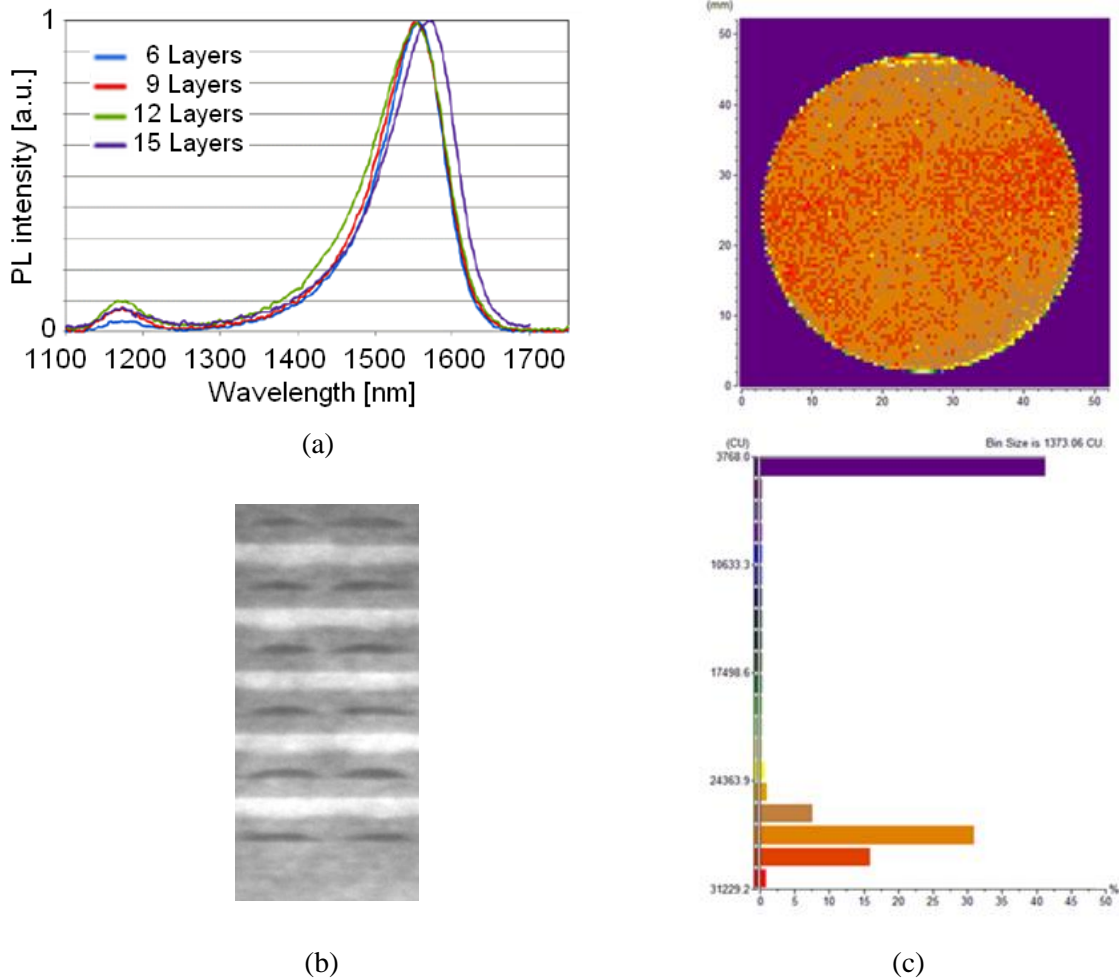 1
6 Layers
9 Layers
12 Layers
15 Layers
PL intensity [a.u.]
0
1100 1200 1300 1400 1500 1600 1700
Wavelength [nm]
(a)
(b)
(mm)
50
40
30
20
10
0
0 10 20 30 40 50
(CU) Bin Size is 1373.06 CU.
3768.0
10633.3
17498.6
24363.9
31229.2
0 5 10 15 20 25 30 35 40 45 50 %
(c)